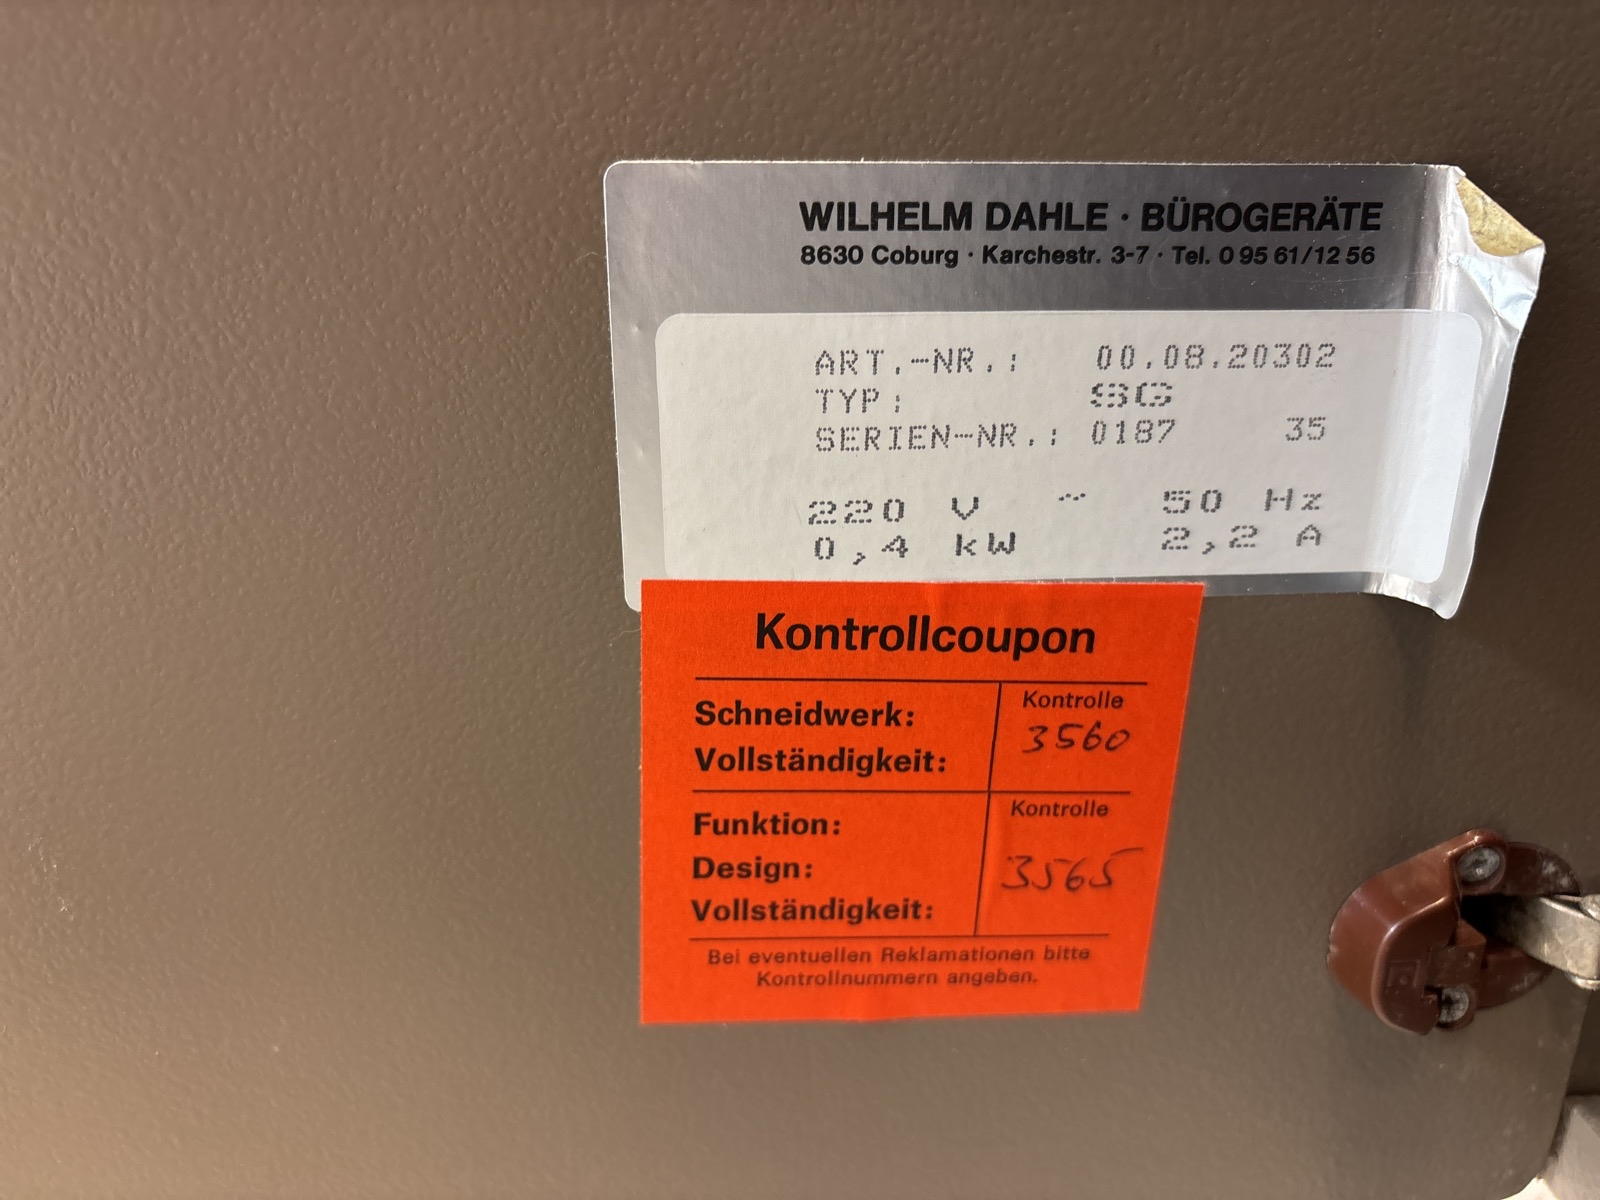 WILHELM DAHLE · BÜROGERÄTE
8630 Coburg · Karchestr. 3-7 · Tel. 0 95 61/12 56
ART.-NR.: 00.08.20302
TYP: SG
SERIEN-NR.: 0187 35
220 V ~ 50 Hz
0,4 kW 2,2 A
Kontrollcoupon
Schneidwerk:
Vollständigkeit:
Kontrolle
3560
Funktion:
Design:
Vollständigkeit:
Kontrolle
3565
Bei eventuellen Reklamationen bitte
Kontrollnummern angeben.